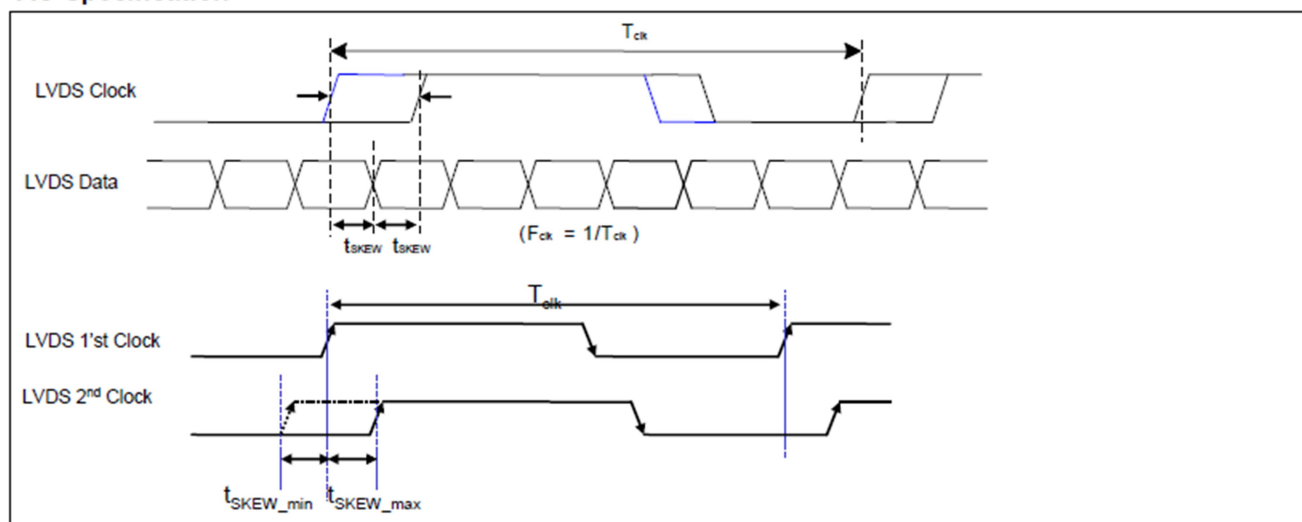 T clk
LVDS Clock
LVDS Data
tSKEW tSKEW
(Fclk = 1/Tclk)
Tclk
LVDS 1'st Clock
LVDS 2nd Clock
tSKEW_min tSKEW_max